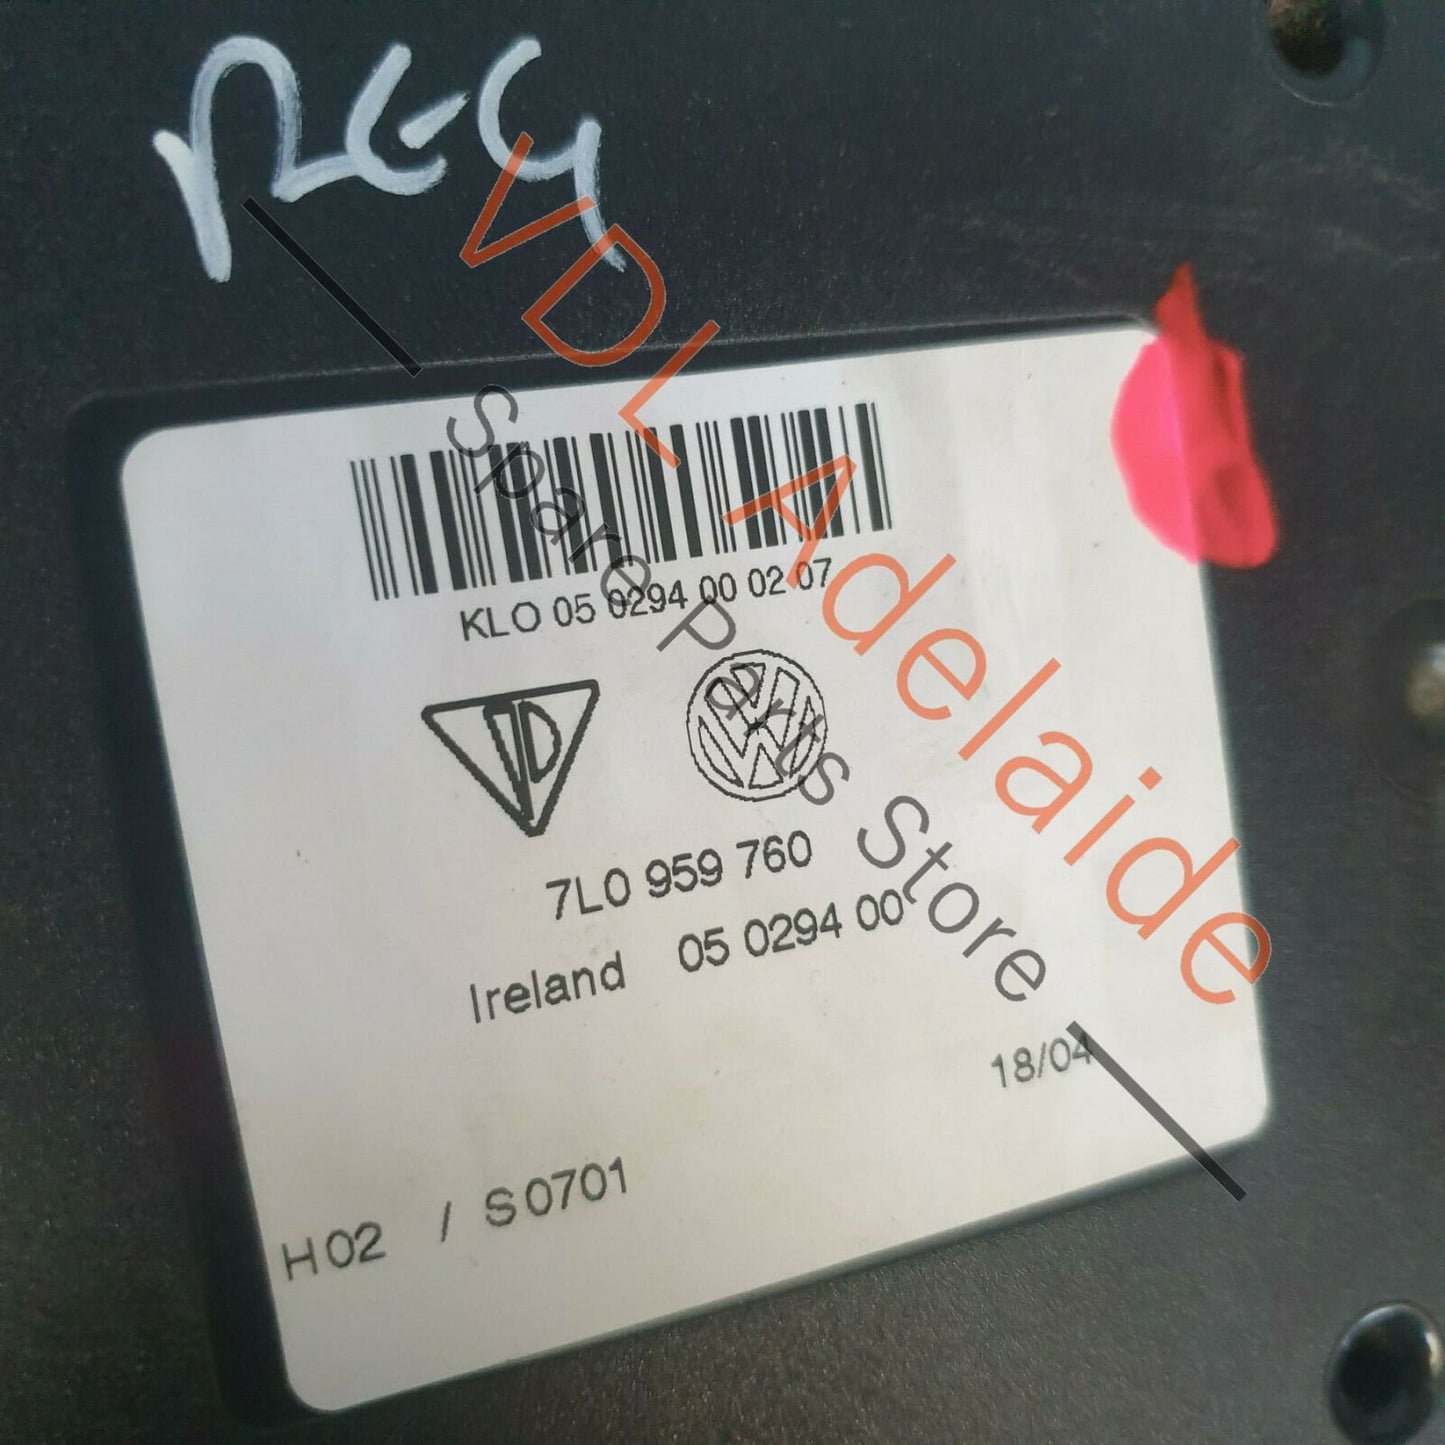 REG
VDL Adelaide
Spare Parts Store
KLO 05 0294 00 02 07
7L0 959 760
Ireland 05 0294 00
18/04
H02 / S0701